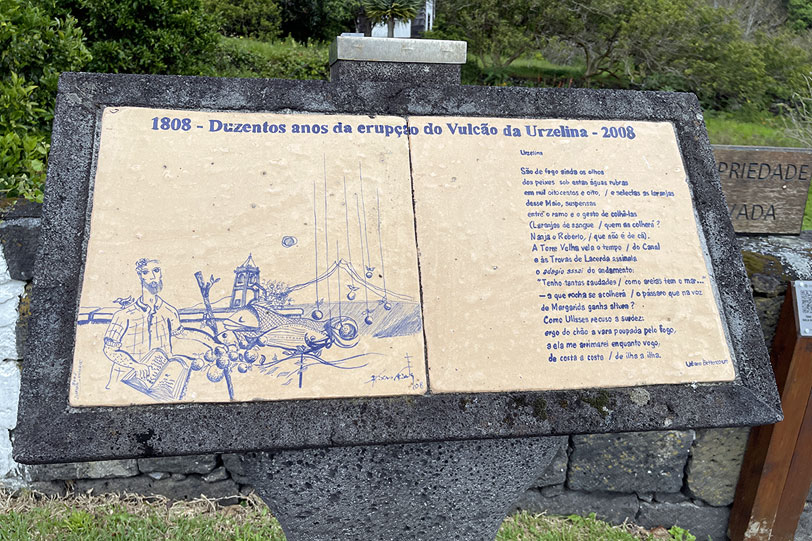 1808 - Duzentos anos da erupção do Vulcão da Urzelina - 2008
Urzelina
São de fogo ainda os olhos
dos peixes sob estas águas rubras
em mil oitocentos e oito, / e selectas as laranjas
desse Maio, suspensas
entre o ramo e o gesto de colhê-las
(Laranjas de sangue / quem as colherá?
Nanja o Roberto, / que não é de cá).
A Torre Velha vela o tempo / do Canal
e às Trovas de Lacerda assinala
o adagio assai do andamento:
"Tenho tantas saudades / como areias tem o mar...
— a que rocha se acolherá / o pássaro que na voz
de Margarida ganha altura?
Como Ulisses recuso a surdez:
ergo do chão a vara poupada pelo fogo,
a ela me arrimarei enquanto vogo,
de costa a costa / de ilha a ilha.
Urbano Bettencourt
PROPRIEDADE